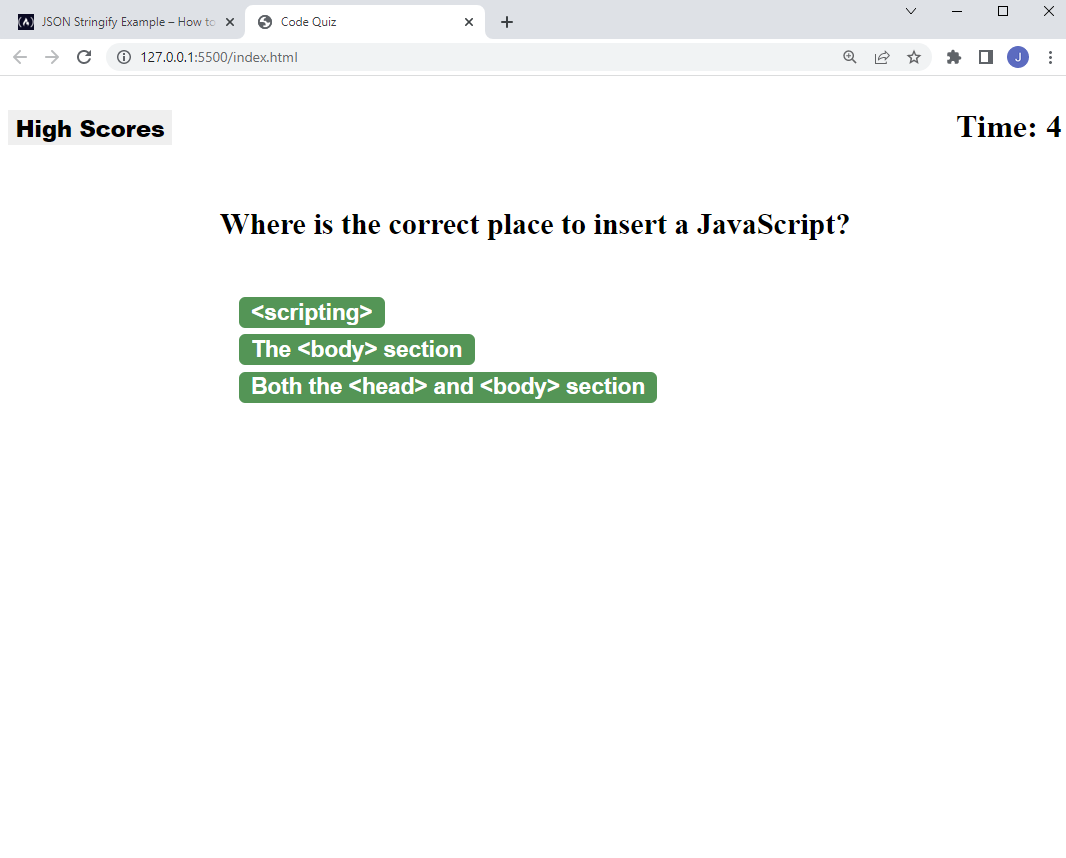 JSON Stringify Example – How to
Code Quiz
127.0.0.1:5500/index.html
J
High Scores
Time: 4
Where is the correct place to insert a JavaScript?
<scripting>
The <body> section
Both the <head> and <body> section